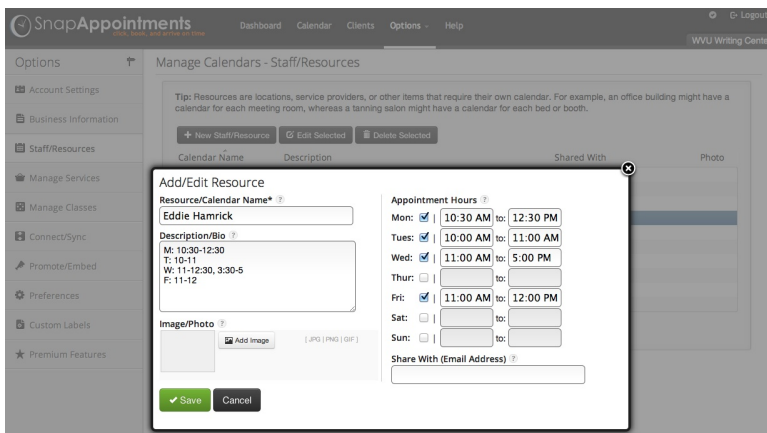 SnapAppointments
click, book, and arrive on time
Dashboard Calendar Clients Options Help
Logout
WVU Writing Cente
Options
Manage Calendars - Staff/Resources
Account Settings
Business Information
Staff/Resources
Manage Services
Manage Classes
Connect/Sync
Promote/Embed
Preferences
Custom Labels
Premium Features
Tip: Resources are locations, service providers, or other items that require their own calendar. For example, an office building might have a
calendar for each meeting room, whereas a tanning salon might have a calendar for each bed or booth.
+ New Staff/Resource Edit Selected Delete Selected
Calendar Name Description Shared With Photo
Add/Edit Resource
Resource/Calendar Name* ?
Eddie Hamrick
Description/Bio ?
M: 10:30-12:30
T: 10-11
W: 11-12:30, 3:30-5
F: 11-12
Image/Photo ?
Add Image [ JPG | PNG | GIF ]
Appointment Hours ?
Mon: | 10:30 AM to: 12:30 PM
Tues: | 10:00 AM to: 11:00 AM
Wed: | 11:00 AM to: 5:00 PM
Thur: | to:
Fri: | 11:00 AM to: 12:00 PM
Sat: | to:
Sun: | to:
Share With (Email Address) ?
Save Cancel